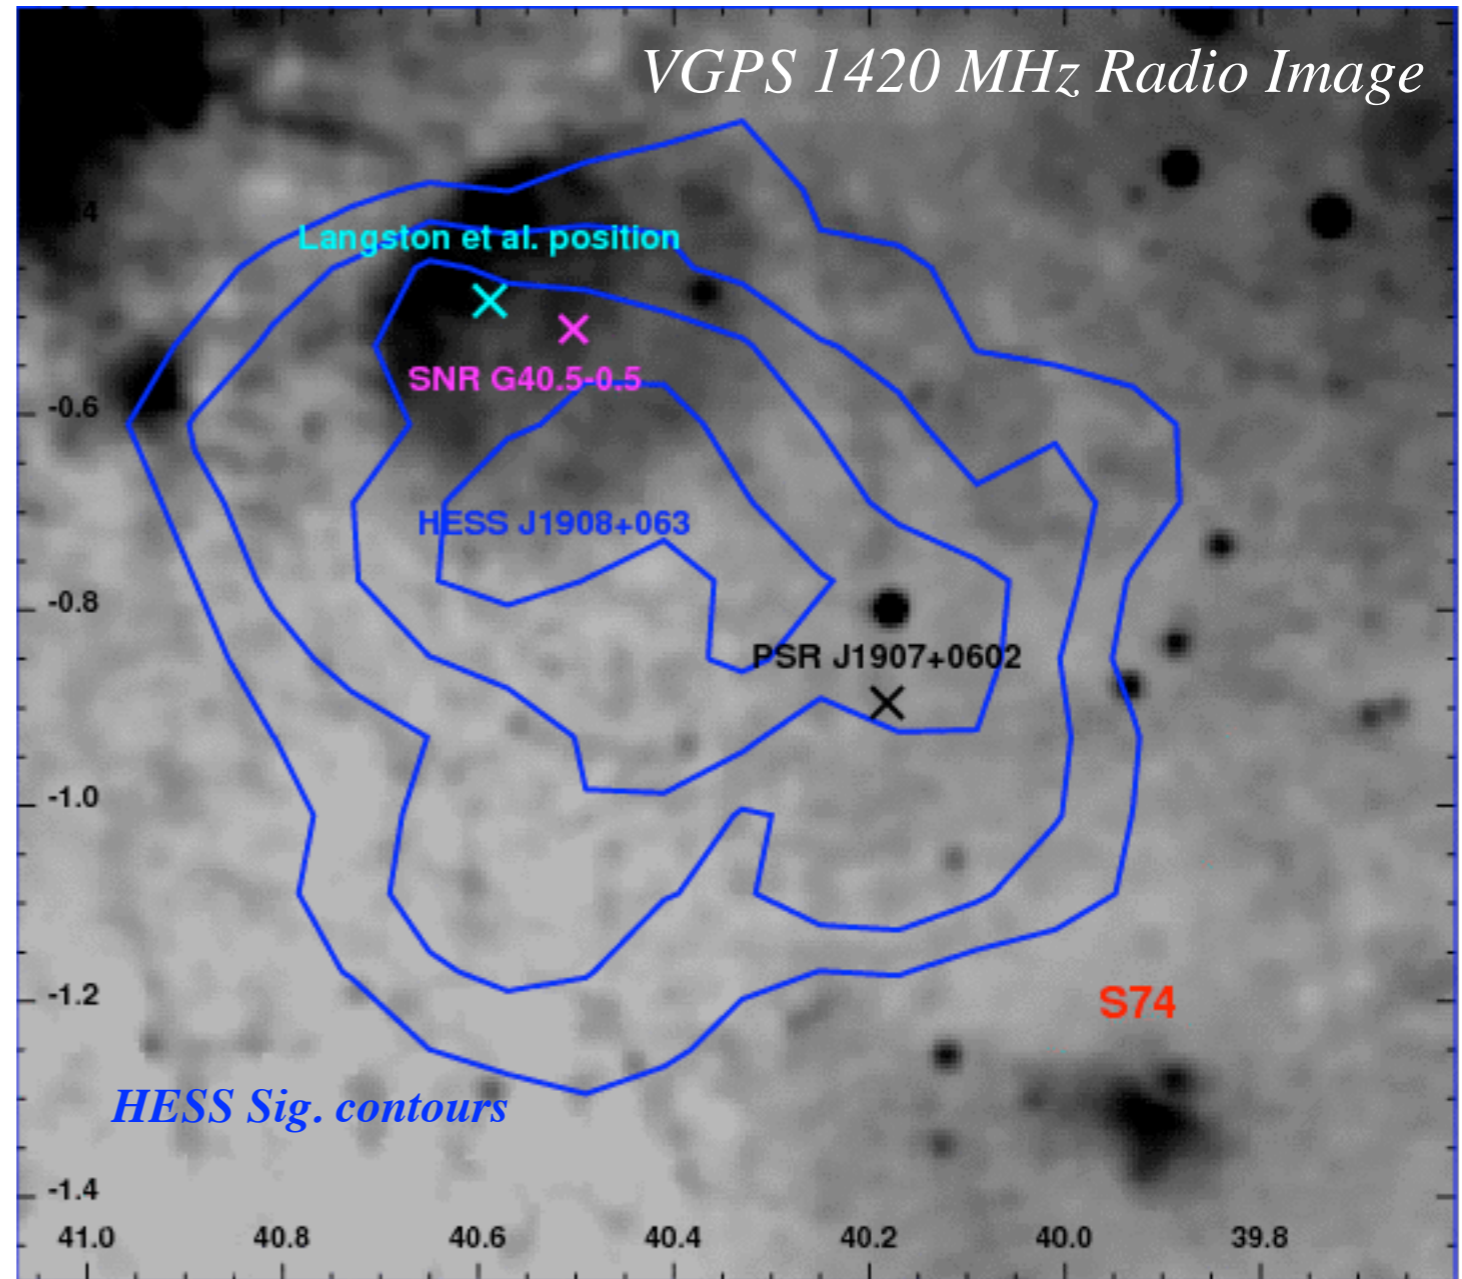 VGPS 1420 MHz Radio Image
4
Langston et al. position
SNR G40.5-0.5
-0.6
HESS J1908+063
-0.8
PSR J1907+0602
-1.0
-1.2
S74
HESS Sig. contours
-1.4
41.0 40.8 40.6 40.4 40.2 40.0 39.8